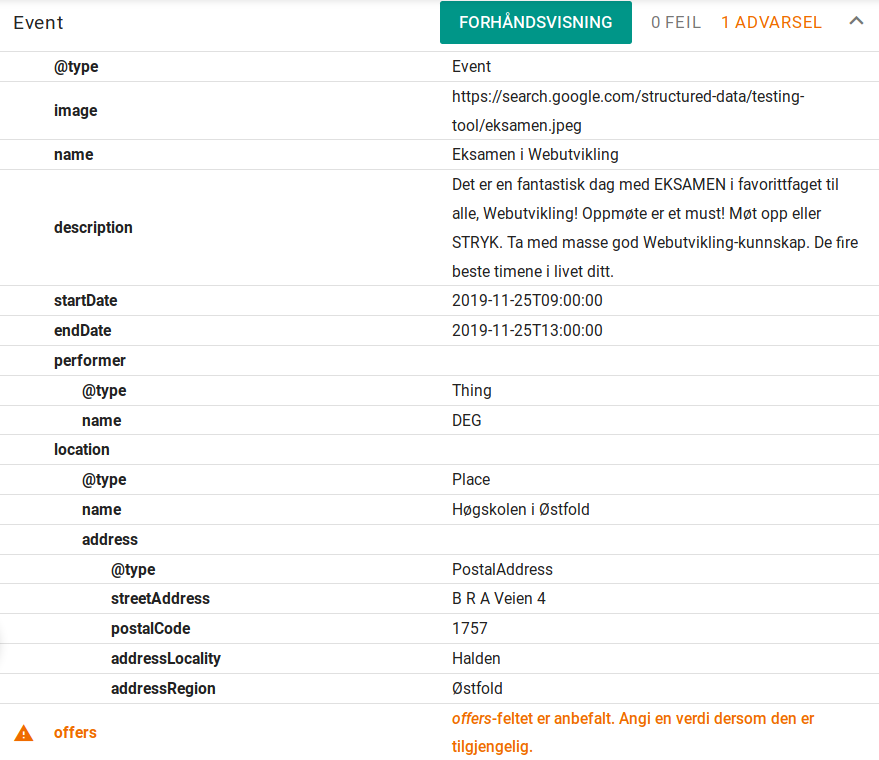 Event FORHÅNDSVISNING 0 FEIL 1 ADVARSEL
@type Event
image https://search.google.com/structured-data/testing-
tool/eksamen.jpeg
name Eksamen i Webutvikling
description Det er en fantastisk dag med EKSAMEN i favorittfaget til
alle, Webutvikling! Oppmøte er et must! Møt opp eller
STRYK. Ta med masse god Webutvikling-kunnskap. De fire
beste timene i livet ditt.
startDate 2019-11-25T09:00:00
endDate 2019-11-25T13:00:00
performer
@type Thing
name DEG
location
@type Place
name Høgskolen i Østfold
address
@type PostalAddress
streetAddress B R A Veien 4
postalCode 1757
addressLocality Halden
addressRegion Østfold
offers offers-feltet er anbefalt. Angi en verdi dersom den er
tilgjengelig.